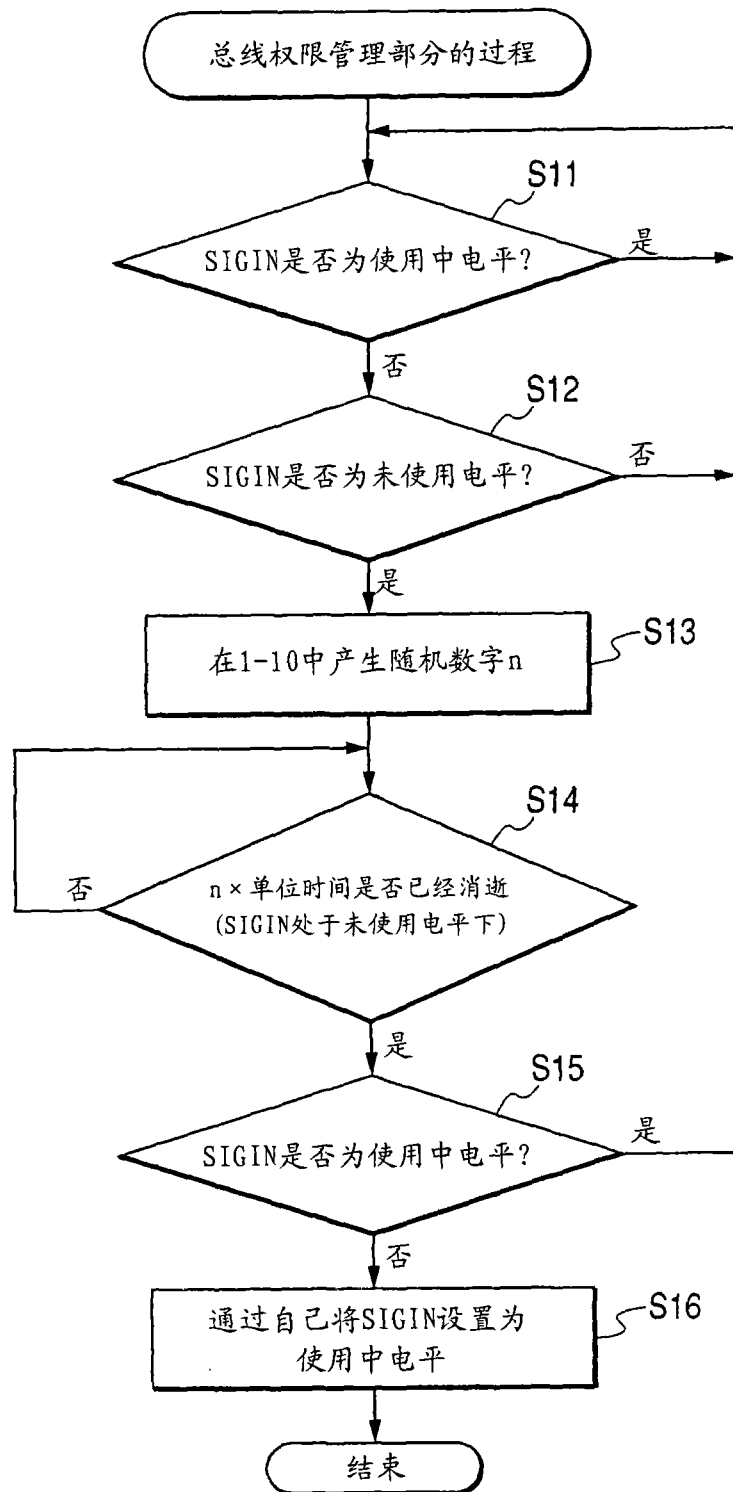 总线权限管理部分的过程
S11
SIGIN是否为使用中电平?
是
否
S12
SIGIN是否为未使用电平?
否
是
S13
在1-10中产生随机数字n
S14
n×单位时间是否已经消逝
(SIGIN处于未使用电平下)
否
是
S15
SIGIN是否为使用中电平?
是
否
S16
通过自己将SIGIN设置为
使用中电平
结束